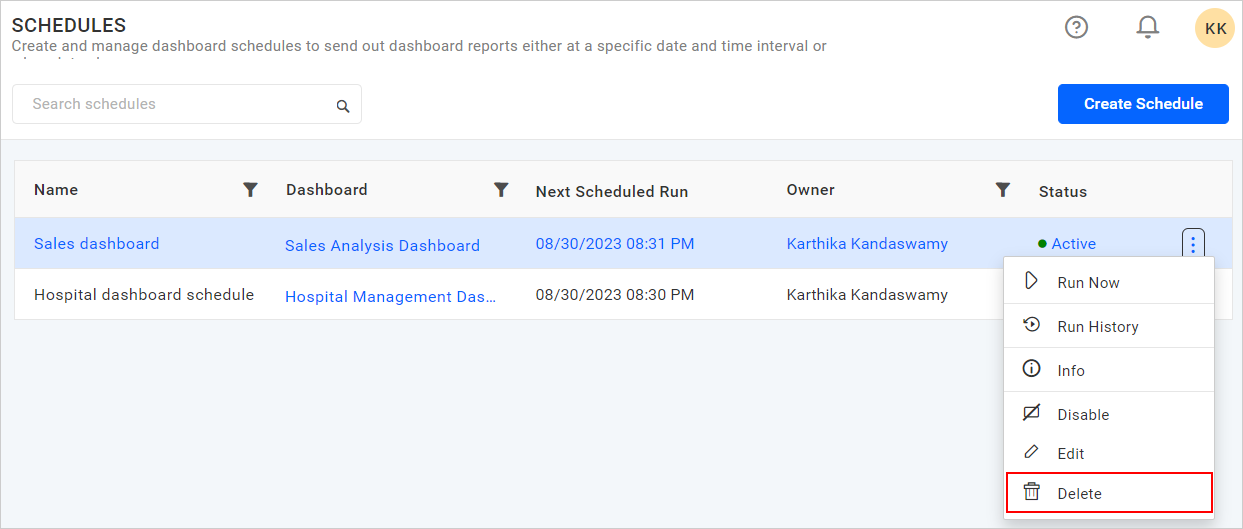 SCHEDULES
Create and manage dashboard schedules to send out dashboard reports either at a specific date and time interval or
KK
Search schedules
Create Schedule
Name Dashboard Next Scheduled Run Owner Status
Sales dashboard Sales Analysis Dashboard 08/30/2023 08:31 PM Karthika Kandaswamy Active
Hospital dashboard schedule Hospital Management Das... 08/30/2023 08:30 PM Karthika Kandaswamy
Run Now
Run History
Info
Disable
Edit
Delete